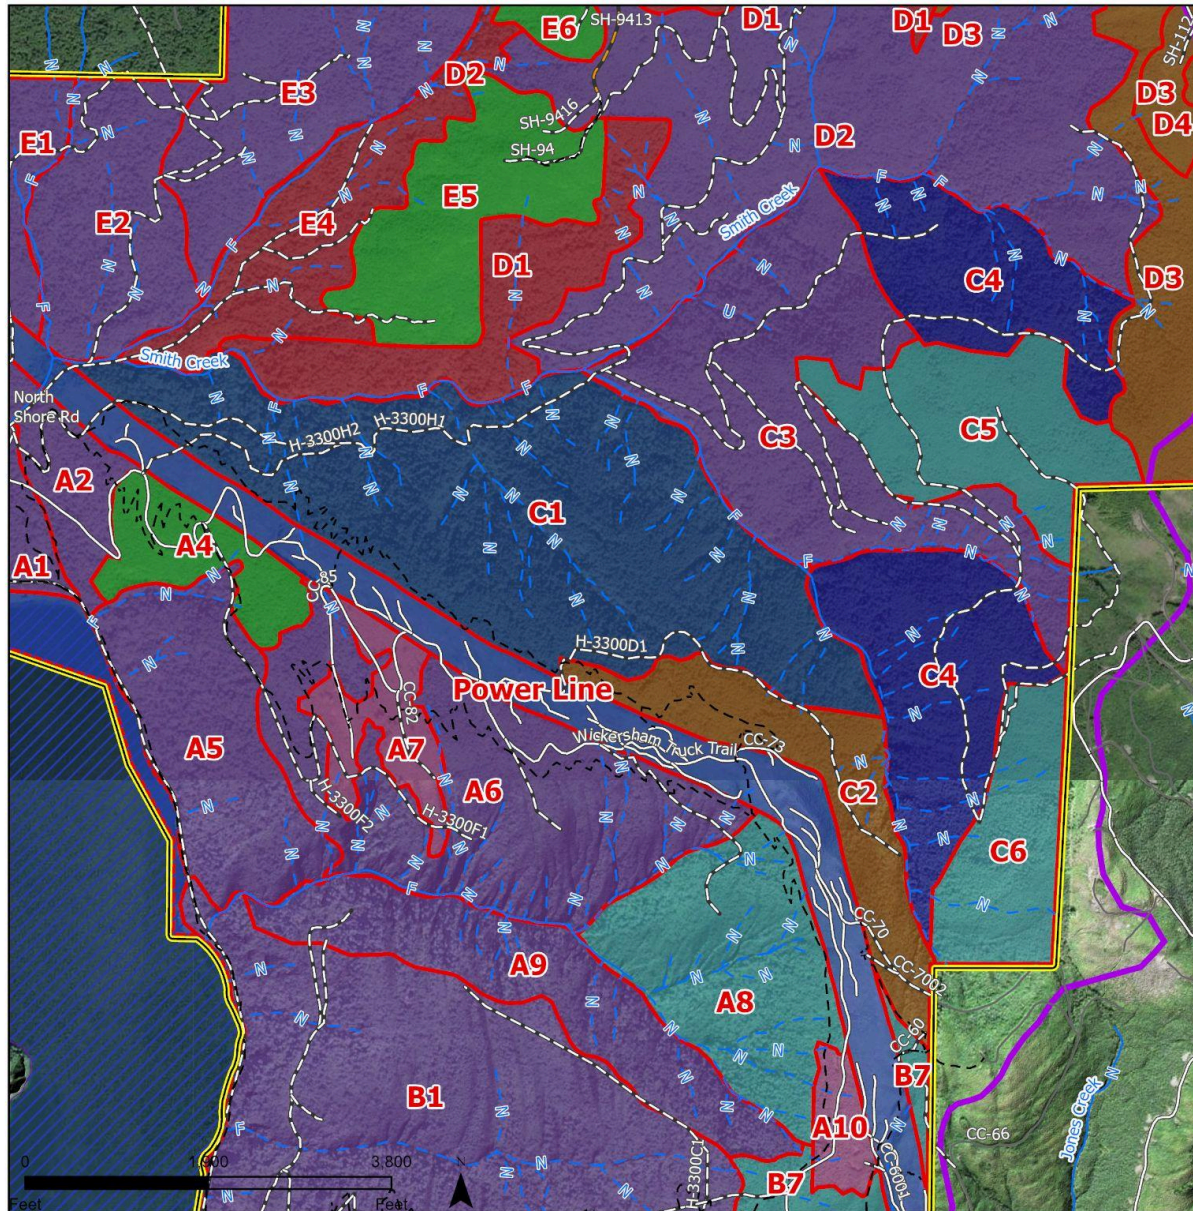 SH-9413
D1
D1
D3
E6
SH-112
D2
E3
D3
D4
SH-9416
E1
D2
SH-94
E5
E2
E4
Smith Creek
D1
C4
D3
Smith Creek
North
Shore Rd
H-3300H2
H-3300H1
C3
C5
A2
C1
A4
A1
CC-85
H-3300D1
C4
Power Line
CC-82
A5
A7
Nickersham Truck Trail
CC-73
A6
C2
H-3300F2
H-3300F1
C6
CC-70
A9
CC-7002
A8
CC-60
B7
B1
A10
CC-66
Jones Creek
H-3300C1
CC-6001
B7
0
1,900
3,800
Feet
Feet
N
F
U